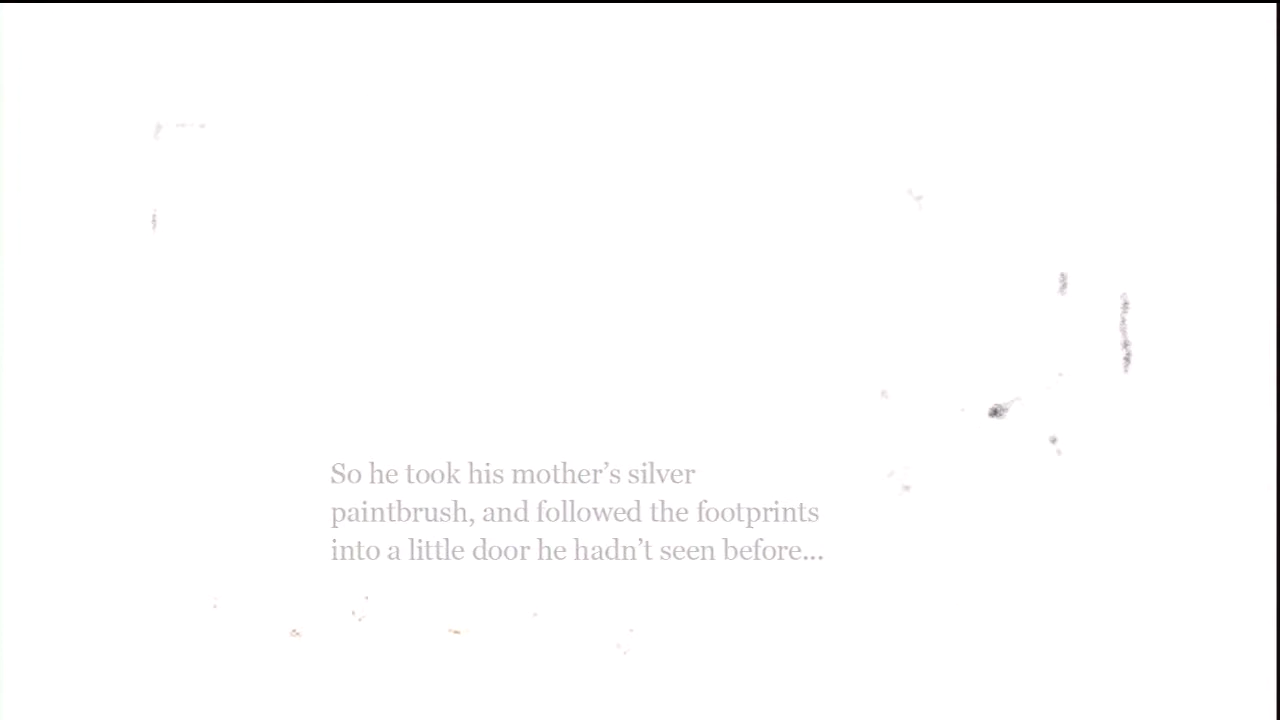 So he took his mother’s silver
paintbrush, and followed the footprints
into a little door he hadn’t seen before...